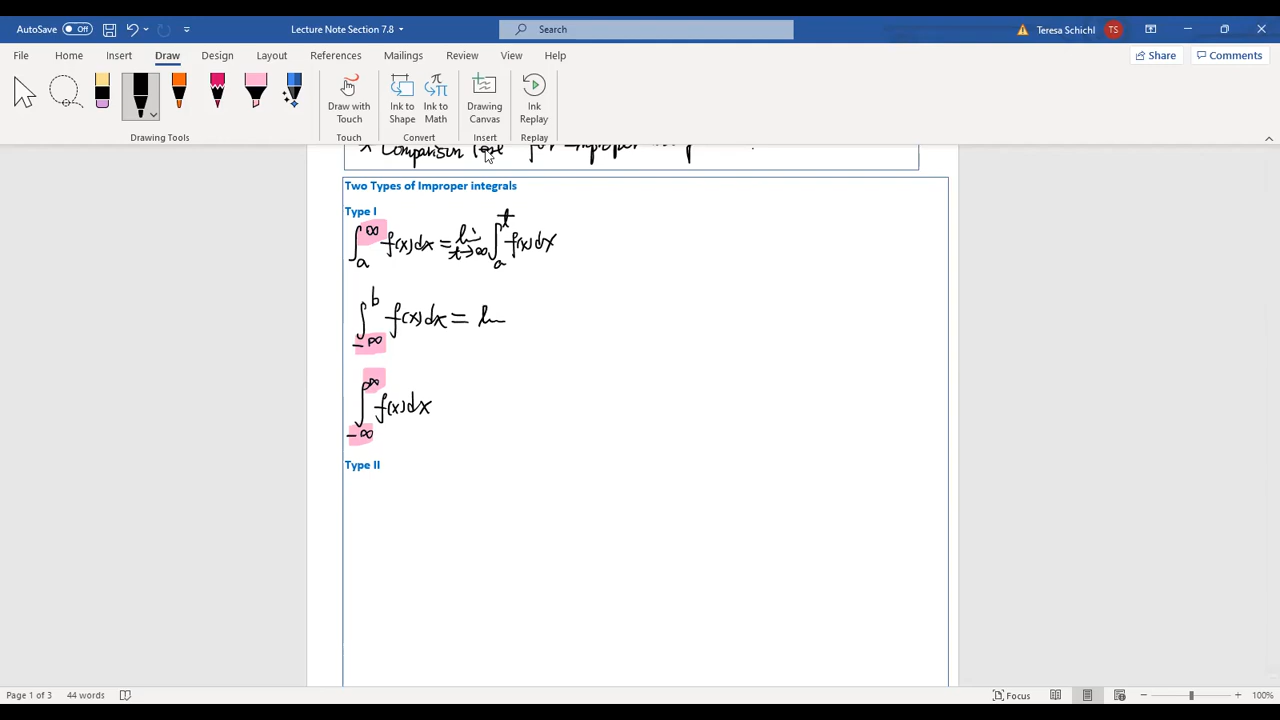 AutoSave Off Lecture Note Section 7.8 Search Teresa Schichl TS
File Home Insert Draw Design Layout References Mailings Review View Help Share Comments
Draw with Touch Ink to Shape Ink to Math Drawing Canvas Ink Replay
Drawing Tools Touch Convert Insert Replay
* Comparison Test for Improper
Two Types of Improper integrals
Type I
∫_a^∞ f(x)dx = lim_{t→∞} ∫_a^t f(x)dx
∫_{-∞}^b f(x)dx = lim
∫_{-∞}^∞ f(x)dx
Type II
Page 1 of 3 44 words Focus 100%